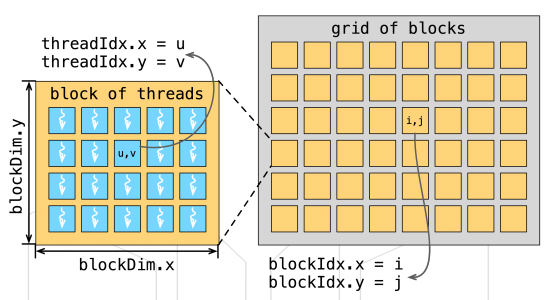 grid of blocks
threadIdx.x = u
threadIdx.y = v
block of threads
i,j
u,v
blockDim.y
blockDim.x
blockIdx.x = i
blockIdx.y = j